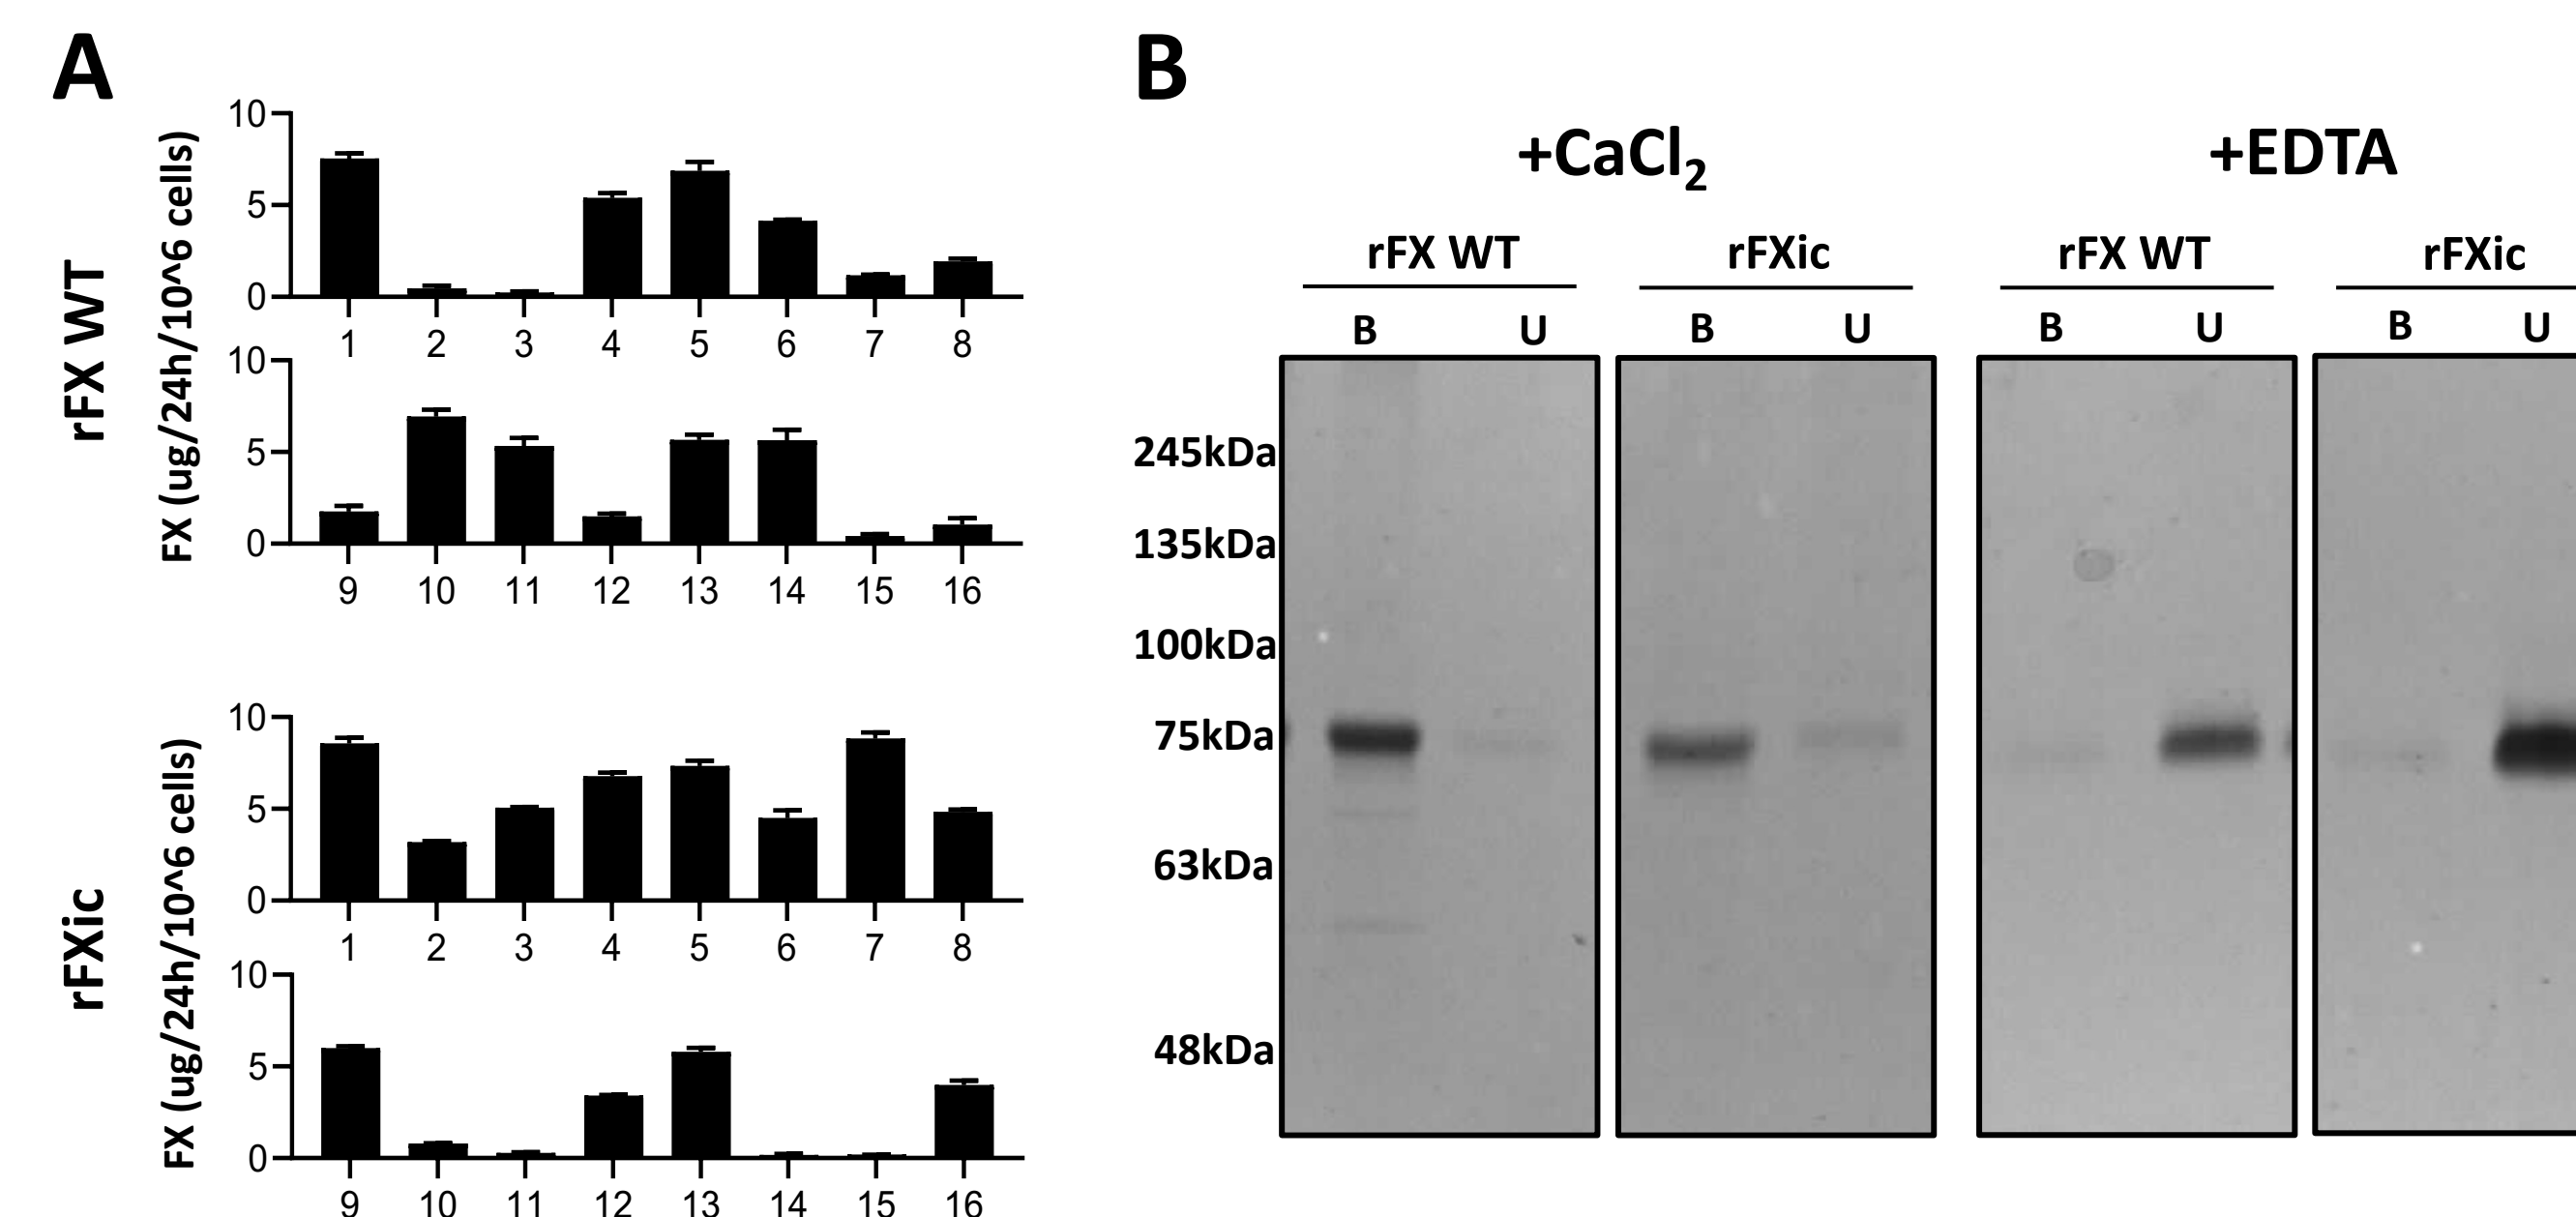 A
rFX WT
FX (ug/24h/10^6 cells)
10
5
0
1 2 3 4 5 6 7 8
10
5
0
9 10 11 12 13 14 15 16
rFXic
FX (ug/24h/10^6 cells)
10
5
0
1 2 3 4 5 6 7 8
10
5
0
9 10 11 12 13 14 15 16
B
+CaCl₂ +EDTA
rFX WT rFXic rFX WT rFXic
B U B U B U B U
245kDa
135kDa
100kDa
75kDa
63kDa
48kDa